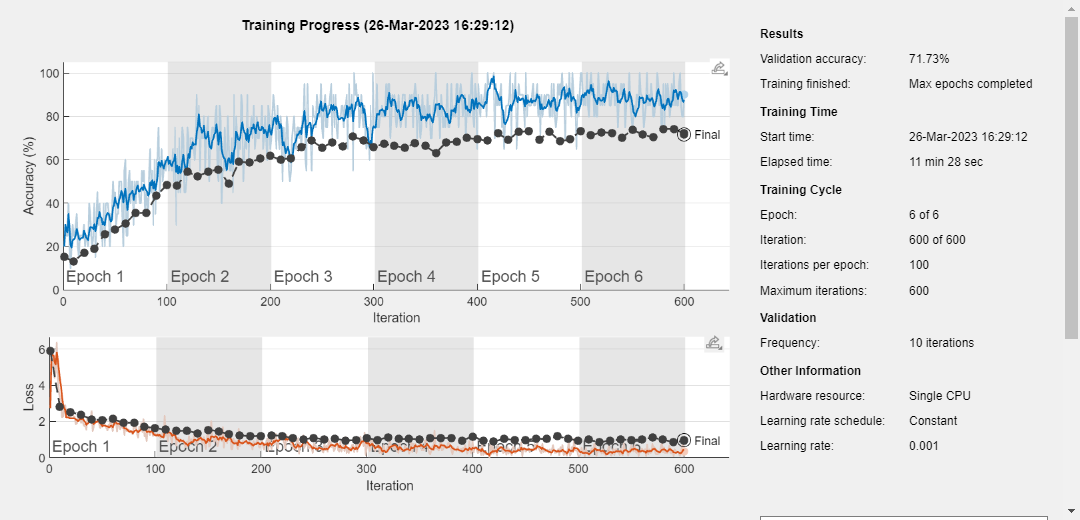 Training Progress (26-Mar-2023 16:29:12)
100
80
60
40
20
0
Accuracy (%)
Epoch 1 Epoch 2 Epoch 3 Epoch 4 Epoch 5 Epoch 6
Final
0 100 200 300 400 500 600
Iteration
6
4
2
0
Loss
Epoch 1 Epoch 2
Final
0 100 200 300 400 500 600
Iteration
Results
Validation accuracy: 71.73%
Training finished: Max epochs completed
Training Time
Start time: 26-Mar-2023 16:29:12
Elapsed time: 11 min 28 sec
Training Cycle
Epoch: 6 of 6
Iteration: 600 of 600
Iterations per epoch: 100
Maximum iterations: 600
Validation
Frequency: 10 iterations
Other Information
Hardware resource: Single CPU
Learning rate schedule: Constant
Learning rate: 0.001